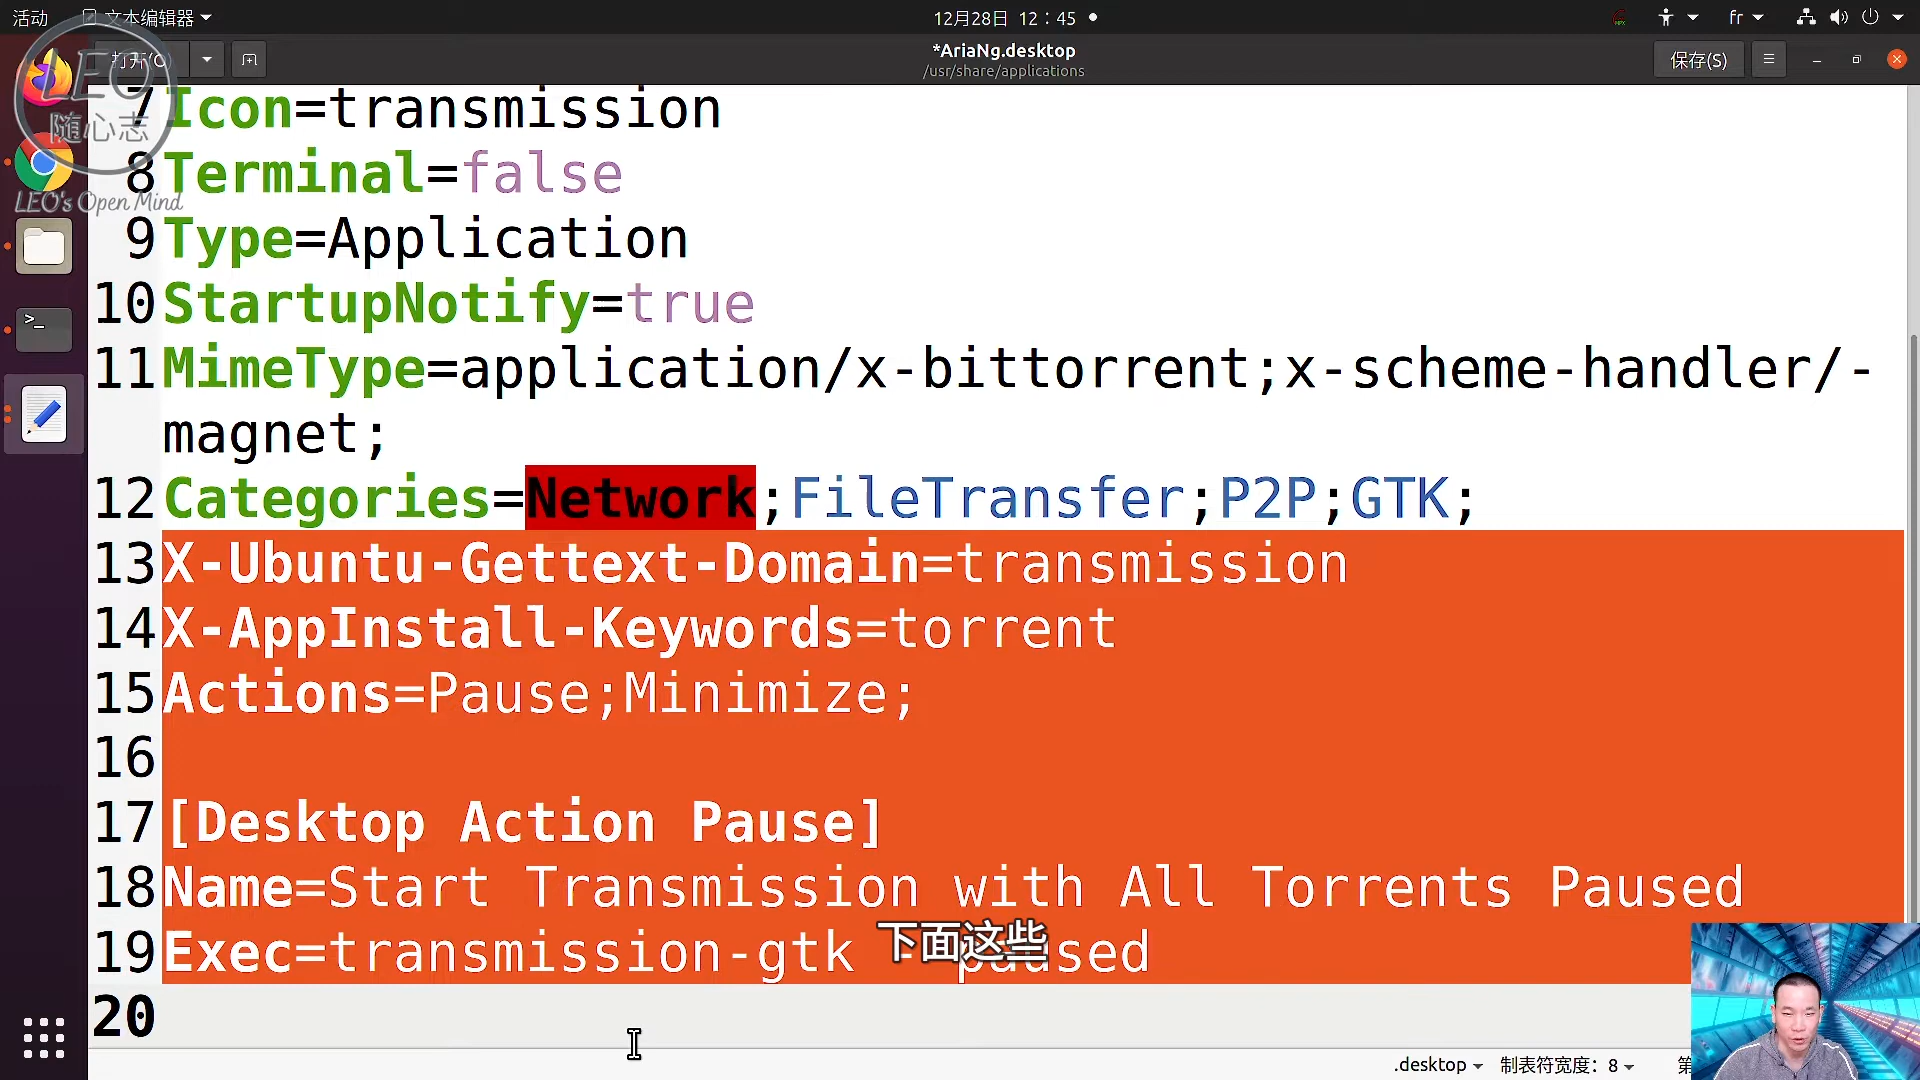 活动
文本编辑器
12月28日 12：45
fr
打开(O)
*AriaNg.desktop
/usr/share/applications
保存(S)
LEO
随心志
LEO's Open Mind
7 Icon=transmission
8 Terminal=false
9 Type=Application
10 StartupNotify=true
11 MimeType=application/x-bittorrent;x-scheme-handler/-
magnet;
12 Categories=Network;FileTransfer;P2P;GTK;
13 X-Ubuntu-Gettext-Domain=transmission
14 X-AppInstall-Keywords=torrent
15 Actions=Pause;Minimize;
16
17 [Desktop Action Pause]
18 Name=Start Transmission with All Torrents Paused
19 Exec=transmission-gtk paused
下面这些
20
.desktop
制表符宽度：8
第